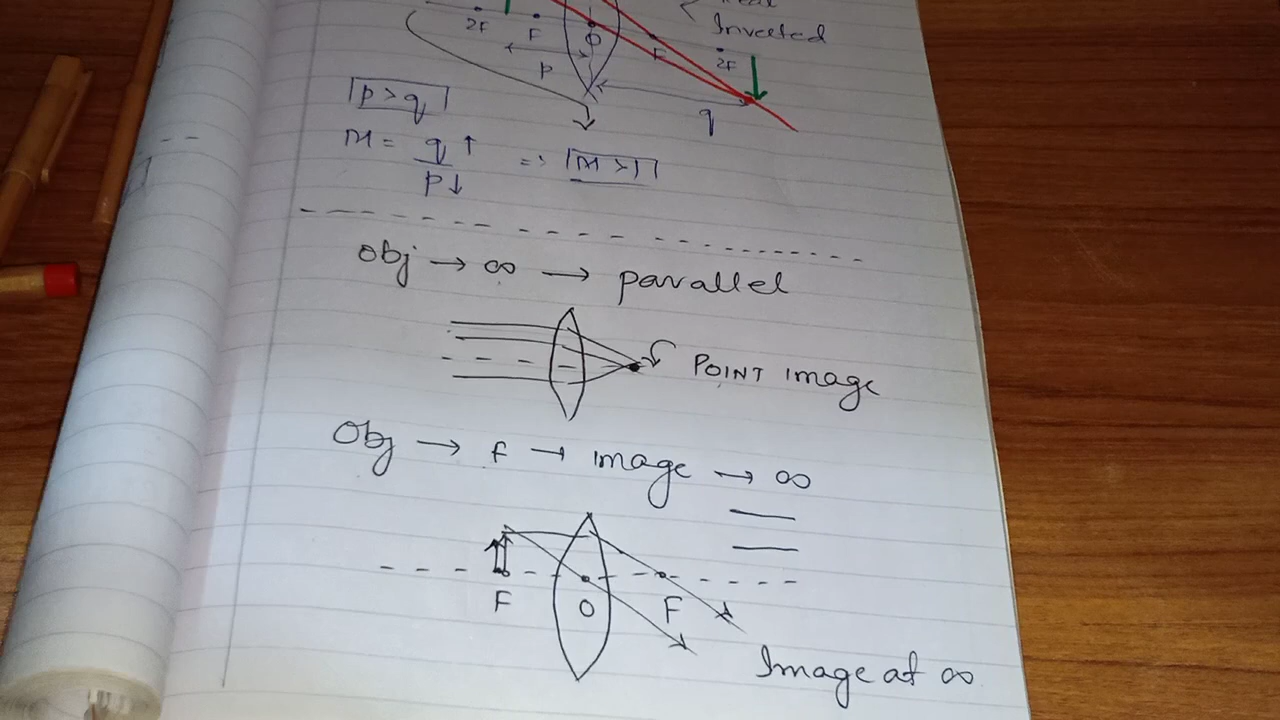 Inverted
2F F O F 2F
P
q
p > q
M = q ↑ / P ↓ => M > 1
Obj → ∞ → parallel
POINT image
Obj → F → image → ∞
F O F
Image at ∞